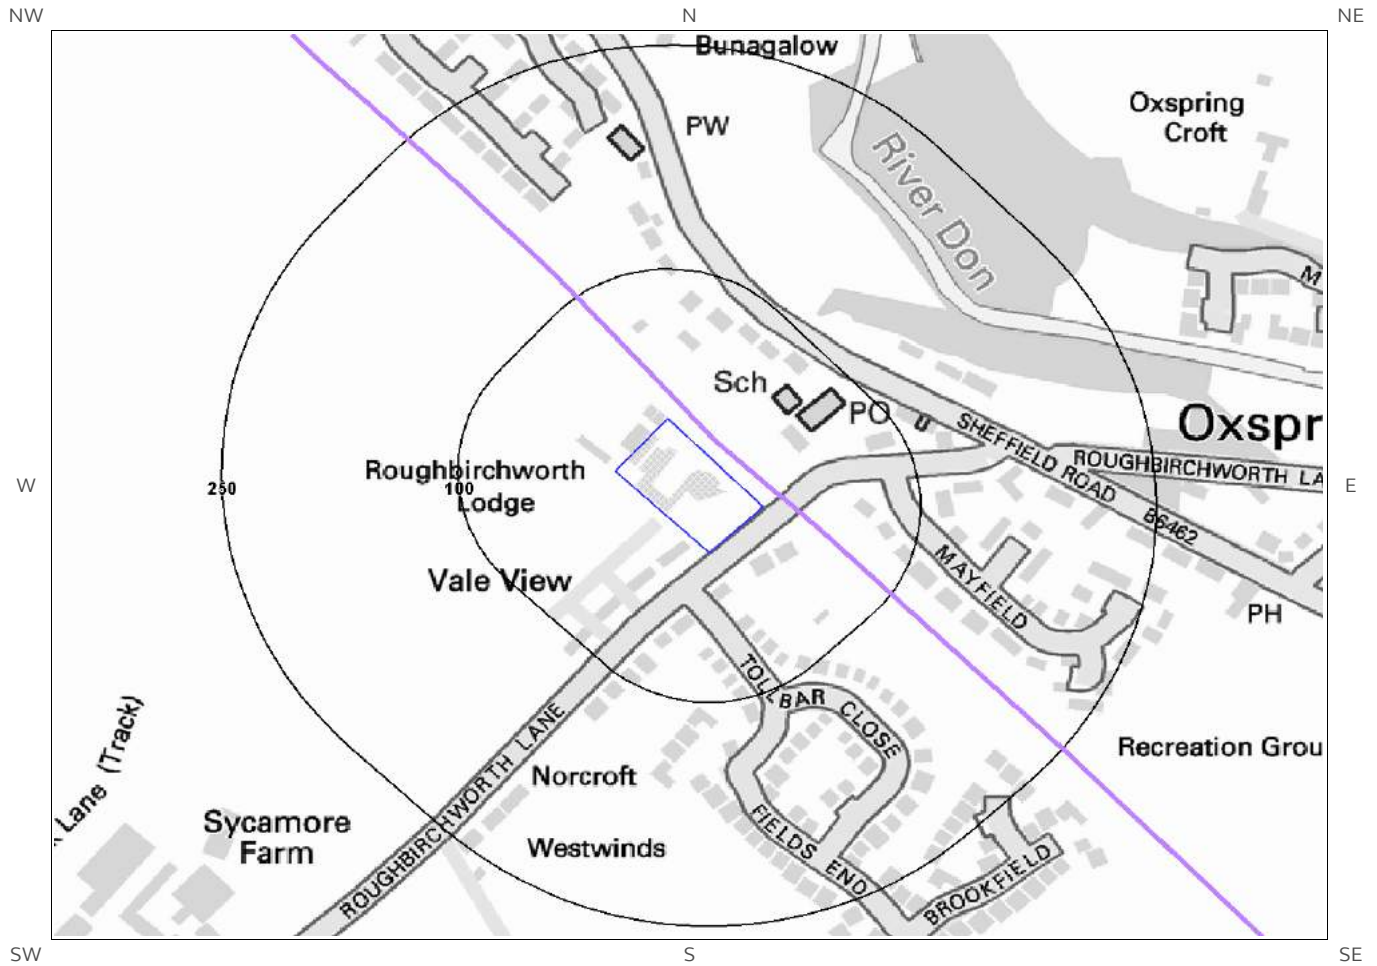 NW
N
NE
Bunagalow
Oxspring
Croft
PW
River Don
M
Sch
PO
Oxspr
SHEFFIELD ROAD
ROUGHBIRCHWORTH LA
Roughbirchworth
Lodge
W
250
100
E
B6462
MAYFIELD
Vale View
PH
TOLLBAR CLOSE
Lane (Track)
ROUGHBIRCHWORTH LANE
Recreation Grou
Norcroft
Sycamore
Farm
Westwinds
FIELDS END
BROOKFIELD
SW
S
SE